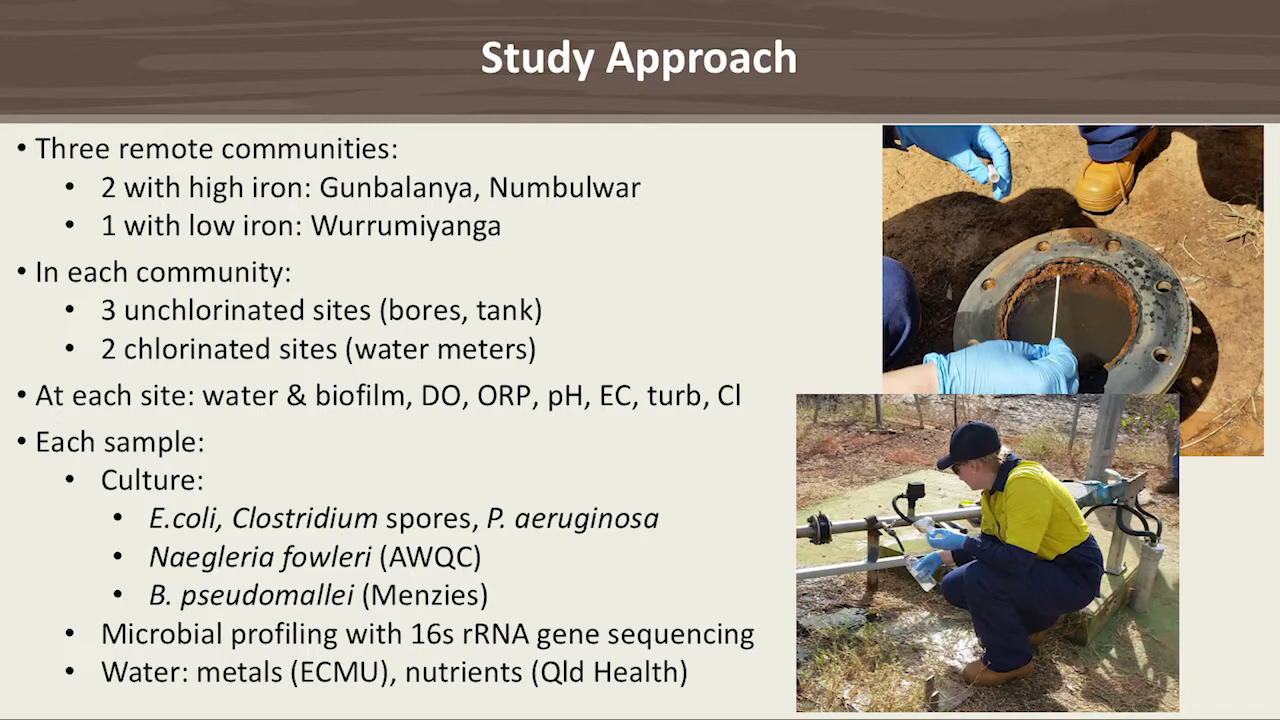 Study Approach
• Three remote communities:
• 2 with high iron: Gunbalanya, Numbulwar
• 1 with low iron: Wurrumiyanga
• In each community:
• 3 unchlorinated sites (bores, tank)
• 2 chlorinated sites (water meters)
• At each site: water & biofilm, DO, ORP, pH, EC, turb, Cl
• Each sample:
• Culture:
• E.coli, Clostridium spores, P. aeruginosa
• Naegleria fowleri (AWQC)
• B. pseudomallei (Menzies)
• Microbial profiling with 16s rRNA gene sequencing
• Water: metals (ECMU), nutrients (Qld Health)